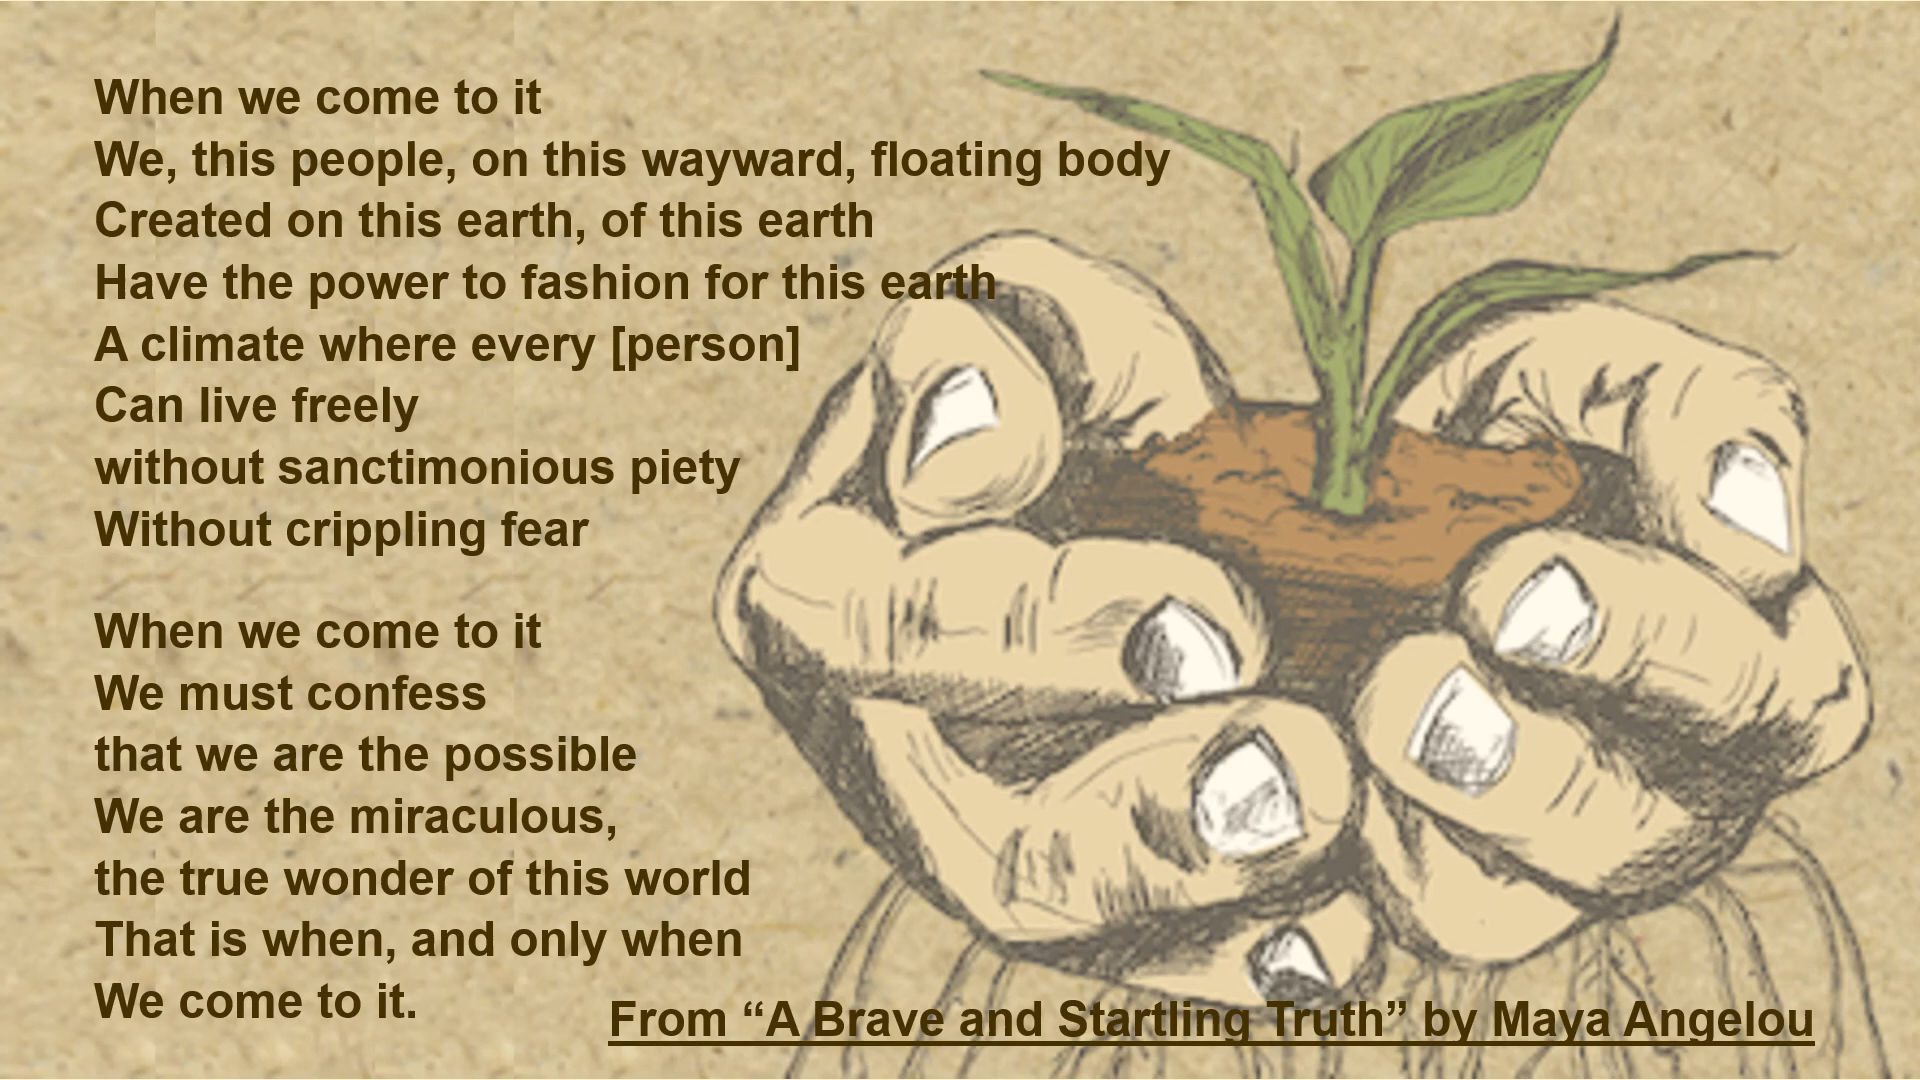 When we come to it
We, this people, on this wayward, floating body
Created on this earth, of this earth
Have the power to fashion for this earth
A climate where every [person]
Can live freely
without sanctimonious piety
Without crippling fear
When we come to it
We must confess
that we are the possible
We are the miraculous,
the true wonder of this world
That is when, and only when
We come to it.
From “A Brave and Startling Truth” by Maya Angelou